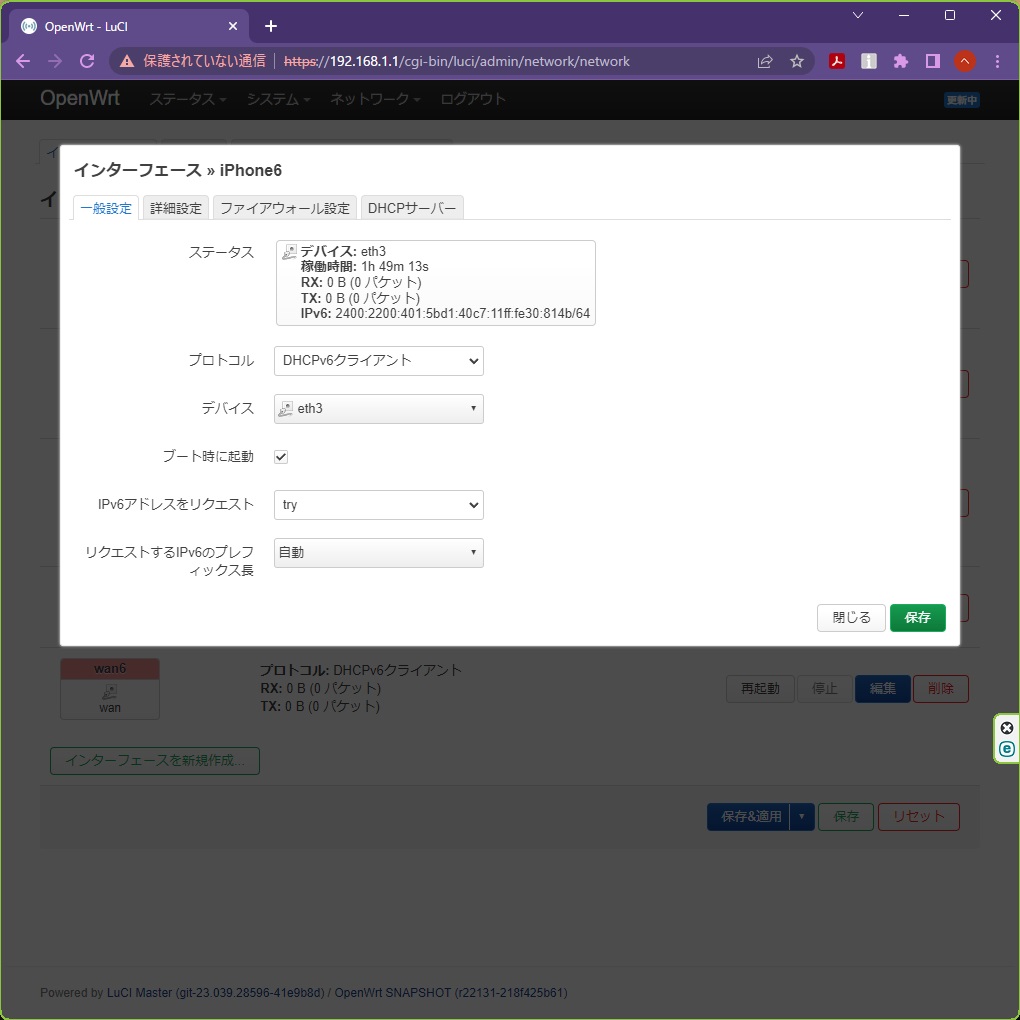 OpenWrt - LuCI
保護されていない通信 https://192.168.1.1/cgi-bin/luci/admin/network/network
OpenWrt ステータス システム ネットワーク ログアウト 更新中
インターフェース » iPhone6
一般設定 詳細設定 ファイアウォール設定 DHCPサーバー
ステータス
デバイス: eth3
稼働時間: 1h 49m 13s
RX: 0 B (0 パケット)
TX: 0 B (0 パケット)
IPv6: 2400:2200:401:5bd1:40c7:11ff:fe30:814b/64
プロトコル DHCPv6クライアント
デバイス eth3
ブート時に起動
IPv6アドレスをリクエスト try
リクエストするIPv6のプレフ
ィックス長
自動
閉じる 保存
wan6
wan
プロトコル: DHCPv6クライアント
RX: 0 B (0 パケット)
TX: 0 B (0 パケット)
再起動 停止 編集 削除
インターフェースを新規作成...
保存&適用 保存 リセット
Powered by LuCI Master (git-23.039.28596-41e9b8d) / OpenWrt SNAPSHOT (r22131-218f425b61)